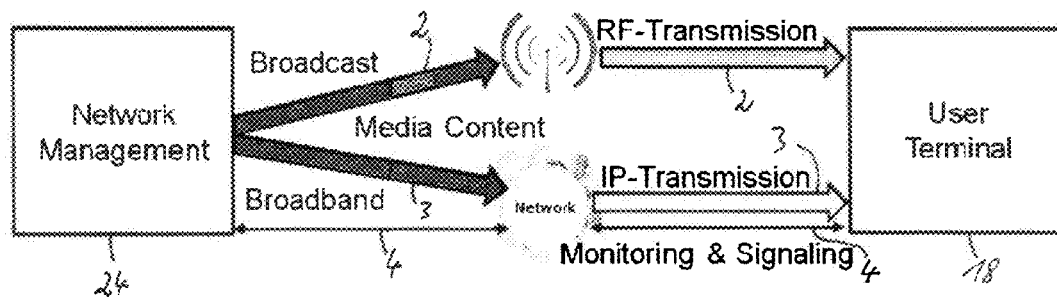 Broadcast
2
RF-Transmission
2
Network
Management
Media Content
User
Terminal
Broadband
3
Network
IP-Transmission
3
4
Monitoring & Signaling
4
24
18